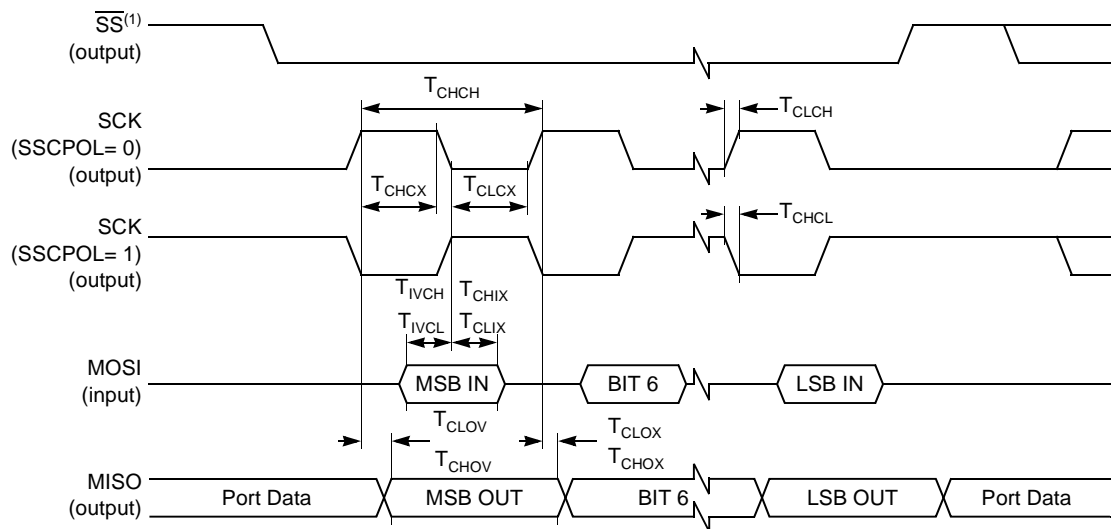 SS(1)
(output)
TCHCH
TCLCH
SCK
(SSCPOL= 0)
(output)
TCHCX
TCLCX
TCHCL
SCK
(SSCPOL= 1)
(output)
TIVCH
TCHIX
TIVCL
TCLIX
MOSI
(input)
MSB IN
BIT 6
LSB IN
TCLOV
TCLOX
TCHOV
TCHOX
MISO
(output)
Port Data
MSB OUT
BIT 6
LSB OUT
Port Data